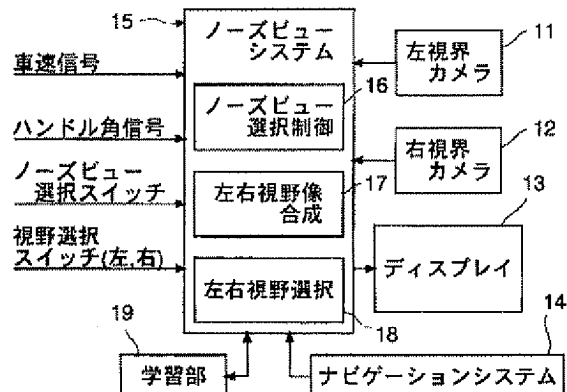 15
ノーズビュー
システム
11
左視界
カメラ
車速信号
16
ノーズビュー
選択制御
12
右視界
カメラ
ハンドル角信号
ノーズビュー
選択スイッチ
17
左右視野像
合成
13
ディスプレイ
視野選択
スイッチ(左,右)
左右視野選択
18
19
学習部
14
ナビゲーションシステム